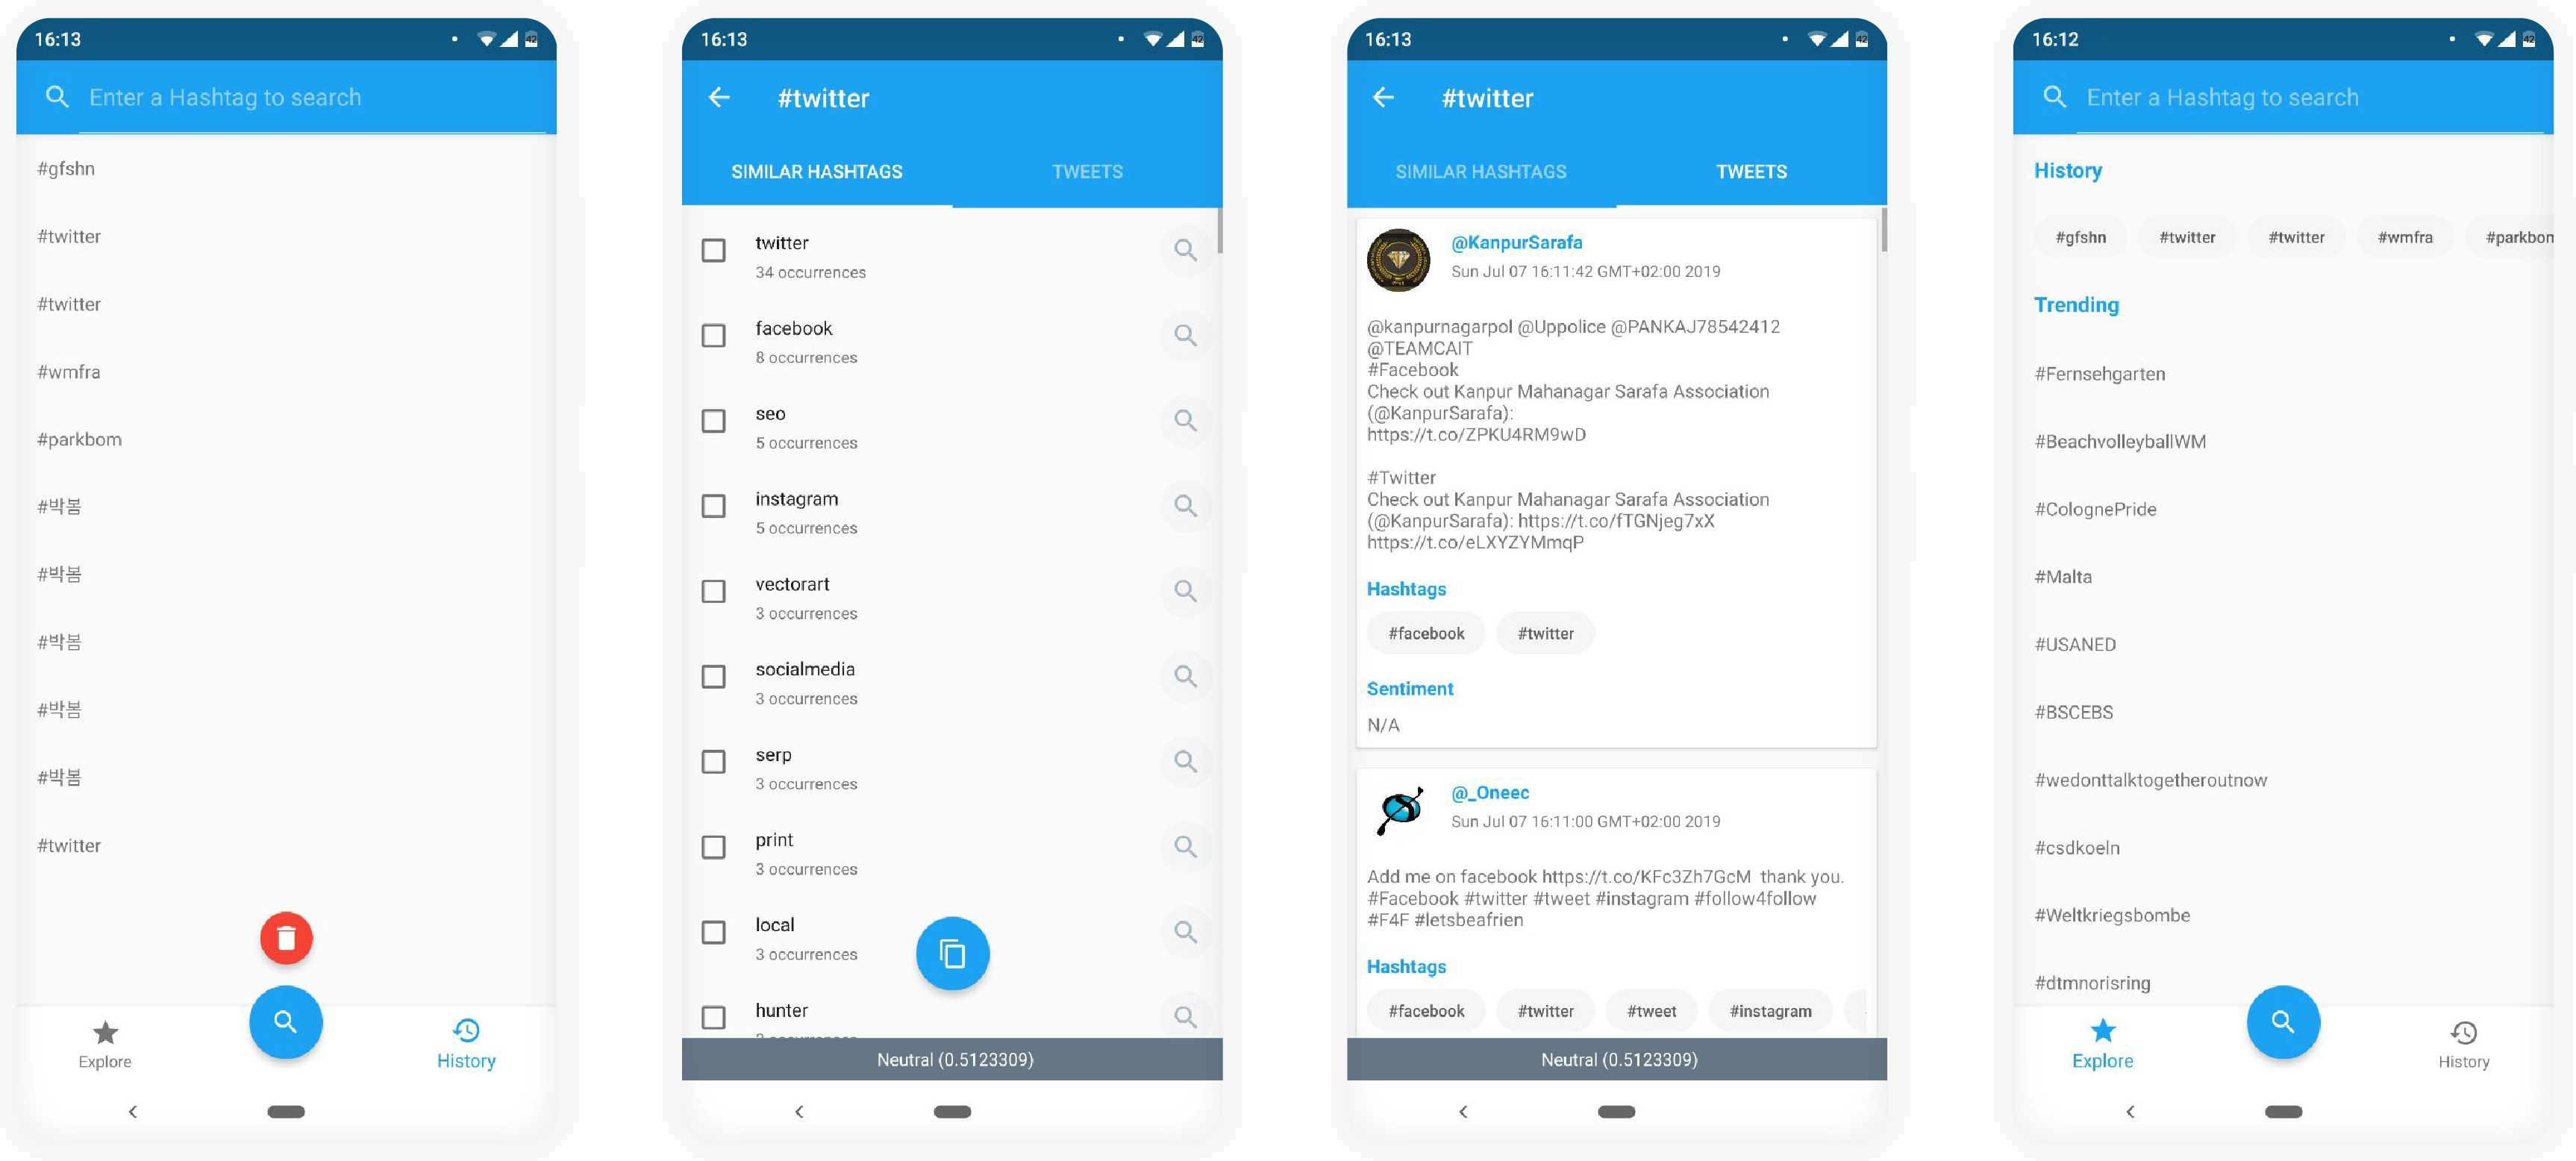 16:13
42
Enter a Hashtag to search
#gfshn
#twitter
#twitter
#wmfra
#parkbom
#박봄
#박봄
#박봄
#박봄
#박봄
#twitter
Explore
History
16:13
42
#twitter
SIMILAR HASHTAGS
TWEETS
twitter
34 occurrences
facebook
8 occurrences
seo
5 occurrences
instagram
5 occurrences
vectorart
3 occurrences
socialmedia
3 occurrences
serp
3 occurrences
print
3 occurrences
local
3 occurrences
hunter
Neutral (0.5123309)
16:13
42
#twitter
SIMILAR HASHTAGS
TWEETS
@KanpurSarafa
Sun Jul 07 16:11:42 GMT+02:00 2019
@kanpurnagarpol @Uppolice @PANKAJ78542412
@TEAMCAIT
#Facebook
Check out Kanpur Mahanagar Sarafa Association
(@KanpurSarafa):
https://t.co/ZPKU4RM9wD
#Twitter
Check out Kanpur Mahanagar Sarafa Association
(@KanpurSarafa): https://t.co/fTGNjeg7xX
https://t.co/eLXYZYMmqP
Hashtags
#facebook
#twitter
Sentiment
N/A
@_Oneec
Sun Jul 07 16:11:00 GMT+02:00 2019
Add me on facebook https://t.co/KFc3Zh7GcM thank you.
#Facebook #twitter #tweet #instagram #follow4follow
#F4F #letsbeafrien
Hashtags
#facebook
#twitter
#tweet
#instagram
Neutral (0.5123309)
16:12
42
Enter a Hashtag to search
History
#gfshn
#twitter
#twitter
#wmfra
#parkbom
Trending
#Fernsehgarten
#BeachvolleyballWM
#ColognePride
#Malta
#USANED
#BSCEBS
#wedonttalktogetheroutnow
#csdkoeln
#Weltkriegsbombe
#dtmnorisring
Explore
History